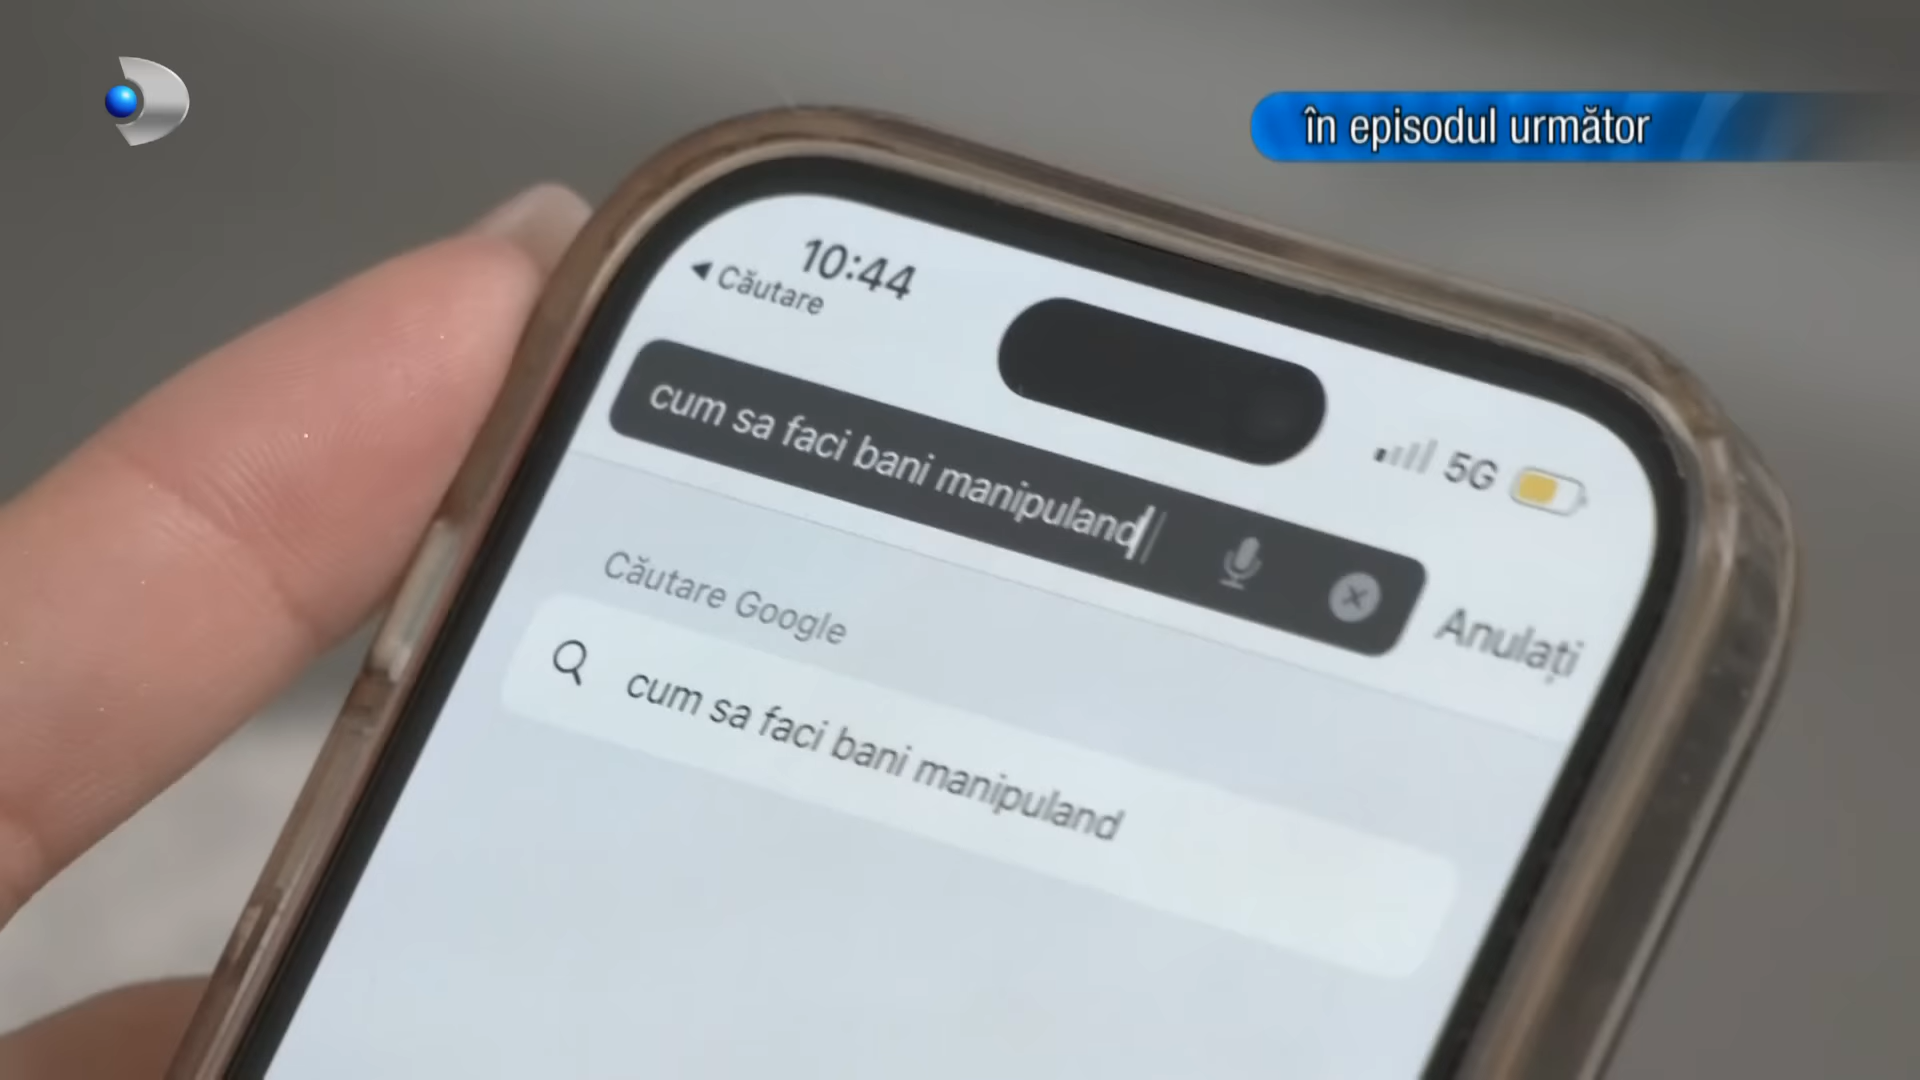 în episodul următor
10:44
◀ Căutare
5G
cum sa faci bani manipuland
Anulați
Căutare Google
cum sa faci bani manipuland